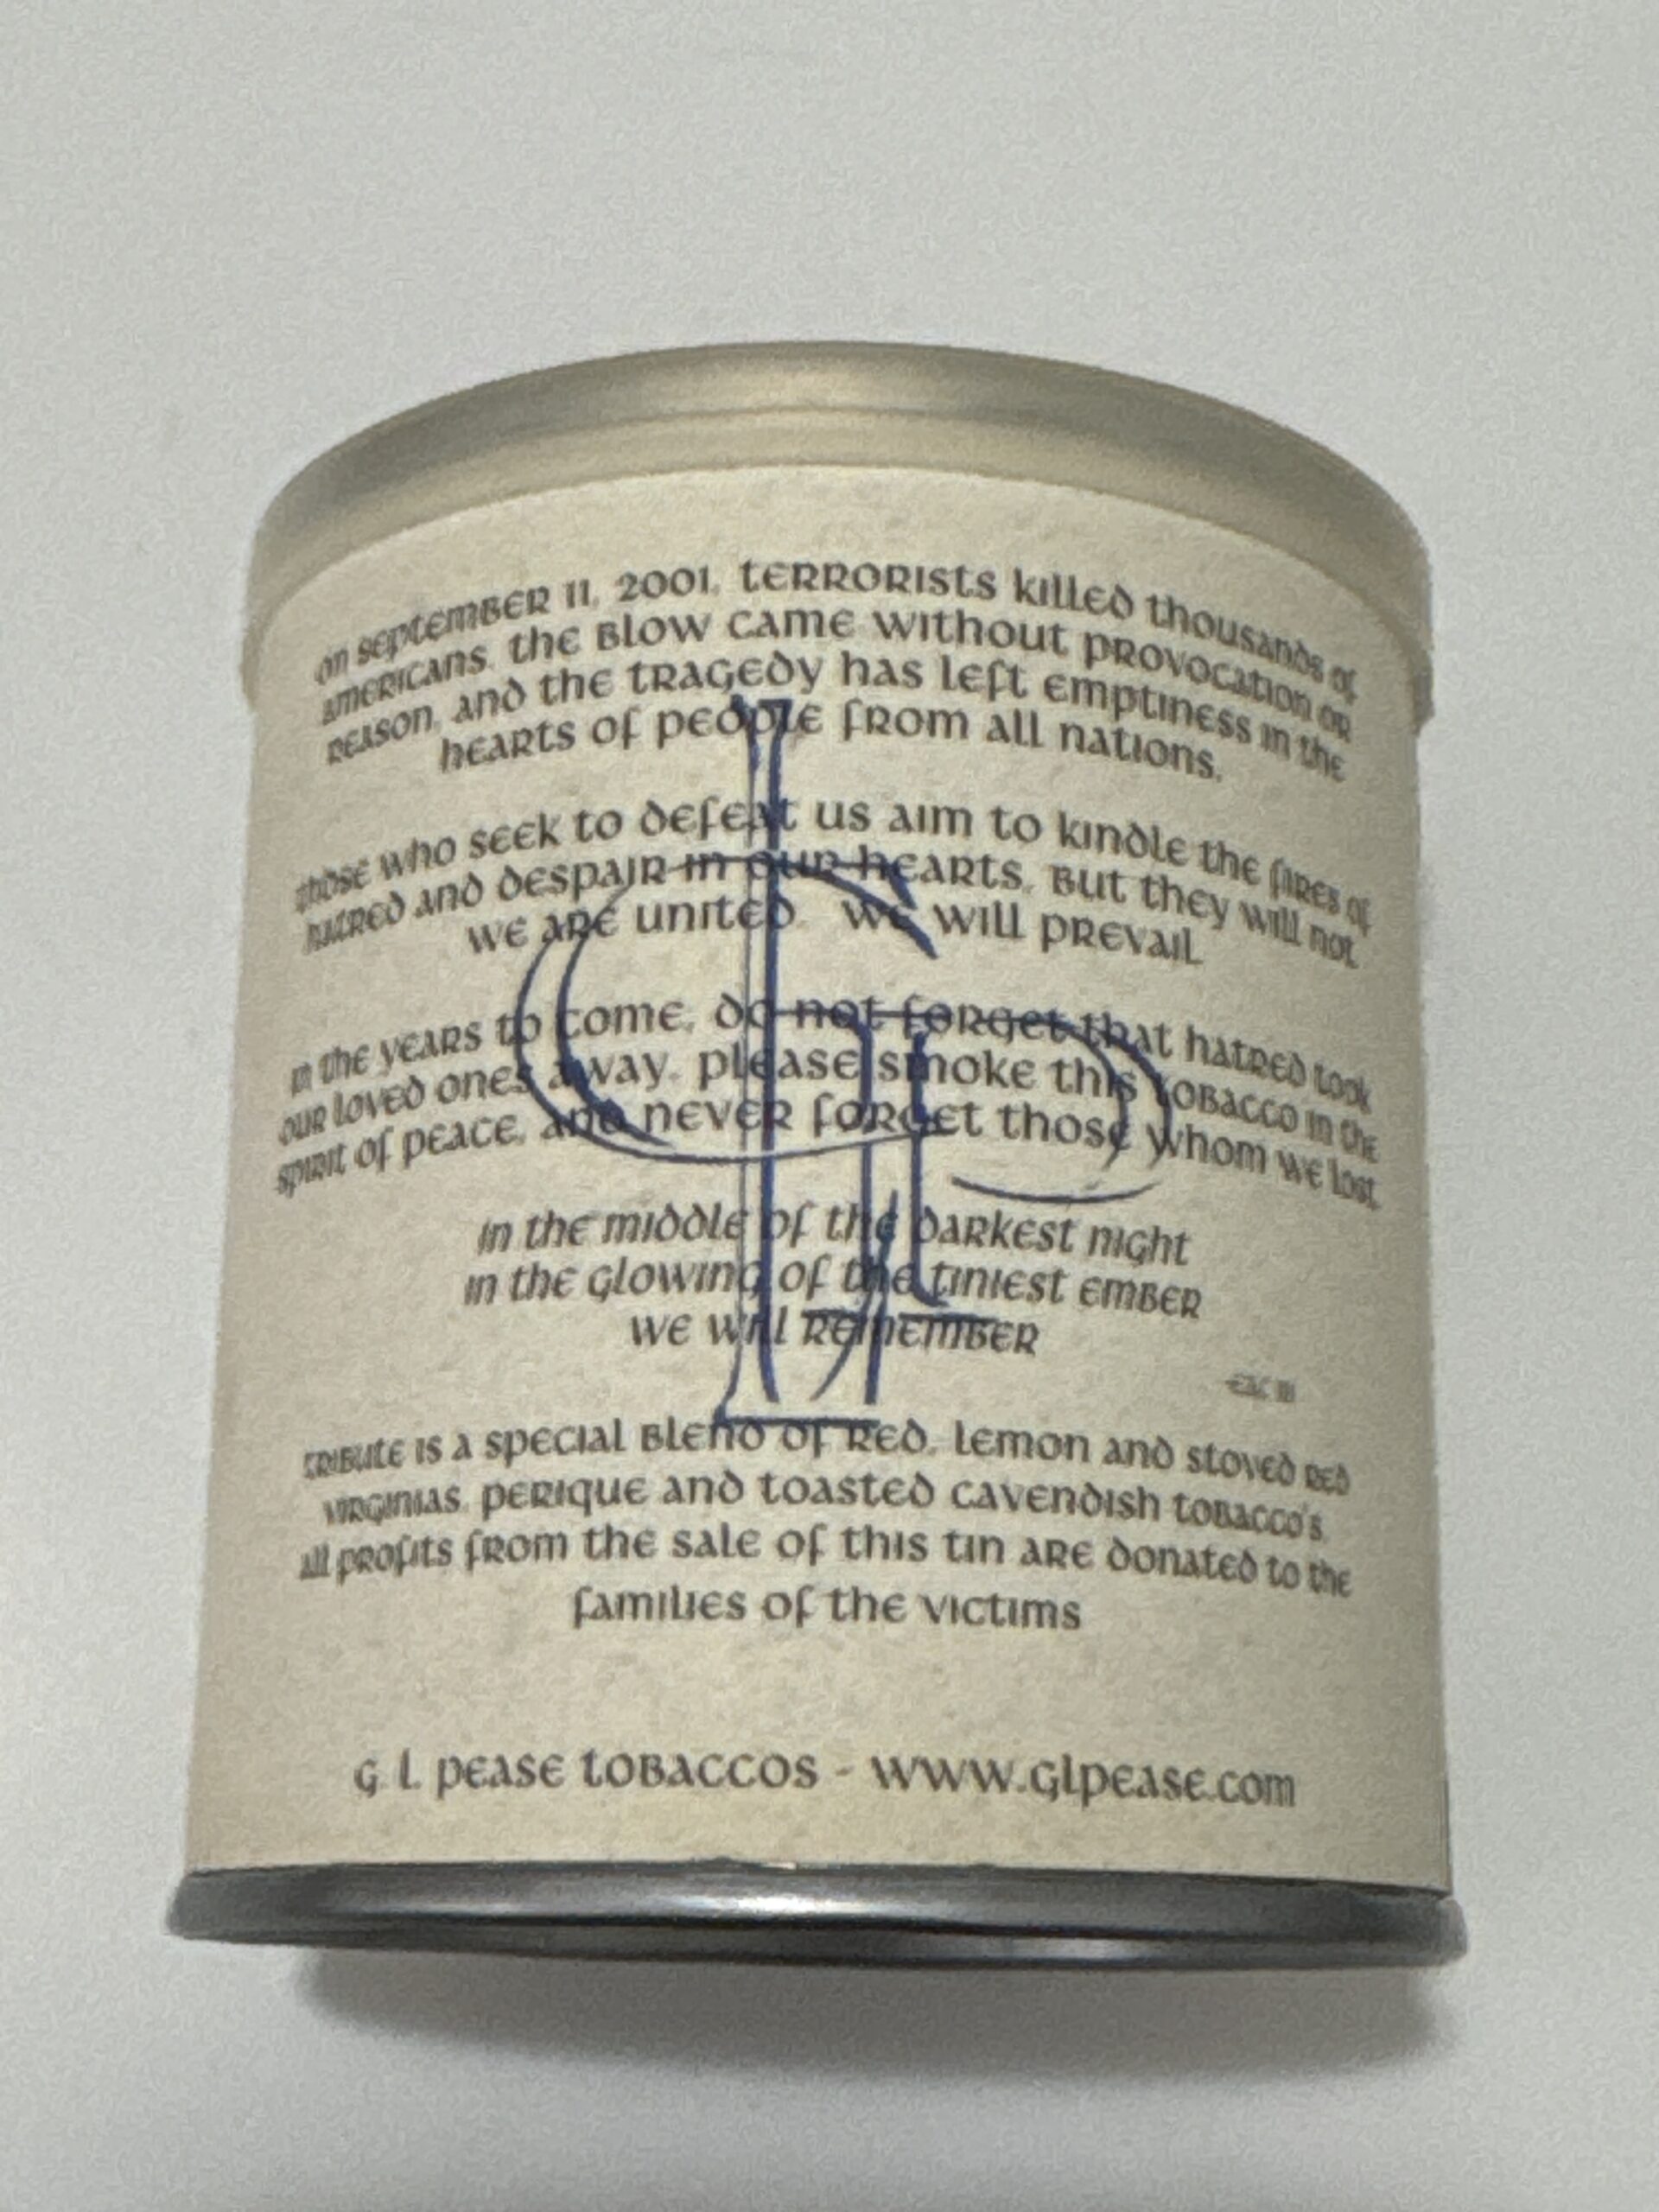 on september 11, 2001, terrorists killed thousands of
americans. the blow came without provocation or
reason, and the tragedy has left emptiness in the
hearts of people from all nations.
those who seek to defeat us aim to kindle the fires of
hatred and despair in our hearts. but they will not.
we are united. we will prevail.
in the years to come, do not forget that hatred took
our loved ones away. please smoke this tobacco in the
spirit of peace, and never forget those whom we lost.
in the middle of the darkest night
in the glowing of the tiniest ember
we will remember
tribute is a special blend of red, lemon and stoved red
virginias, perique and toasted cavendish tobacco's.
all profits from the sale of this tin are donated to the
families of the victims
g. l. pease tobaccos - www.glpease.com